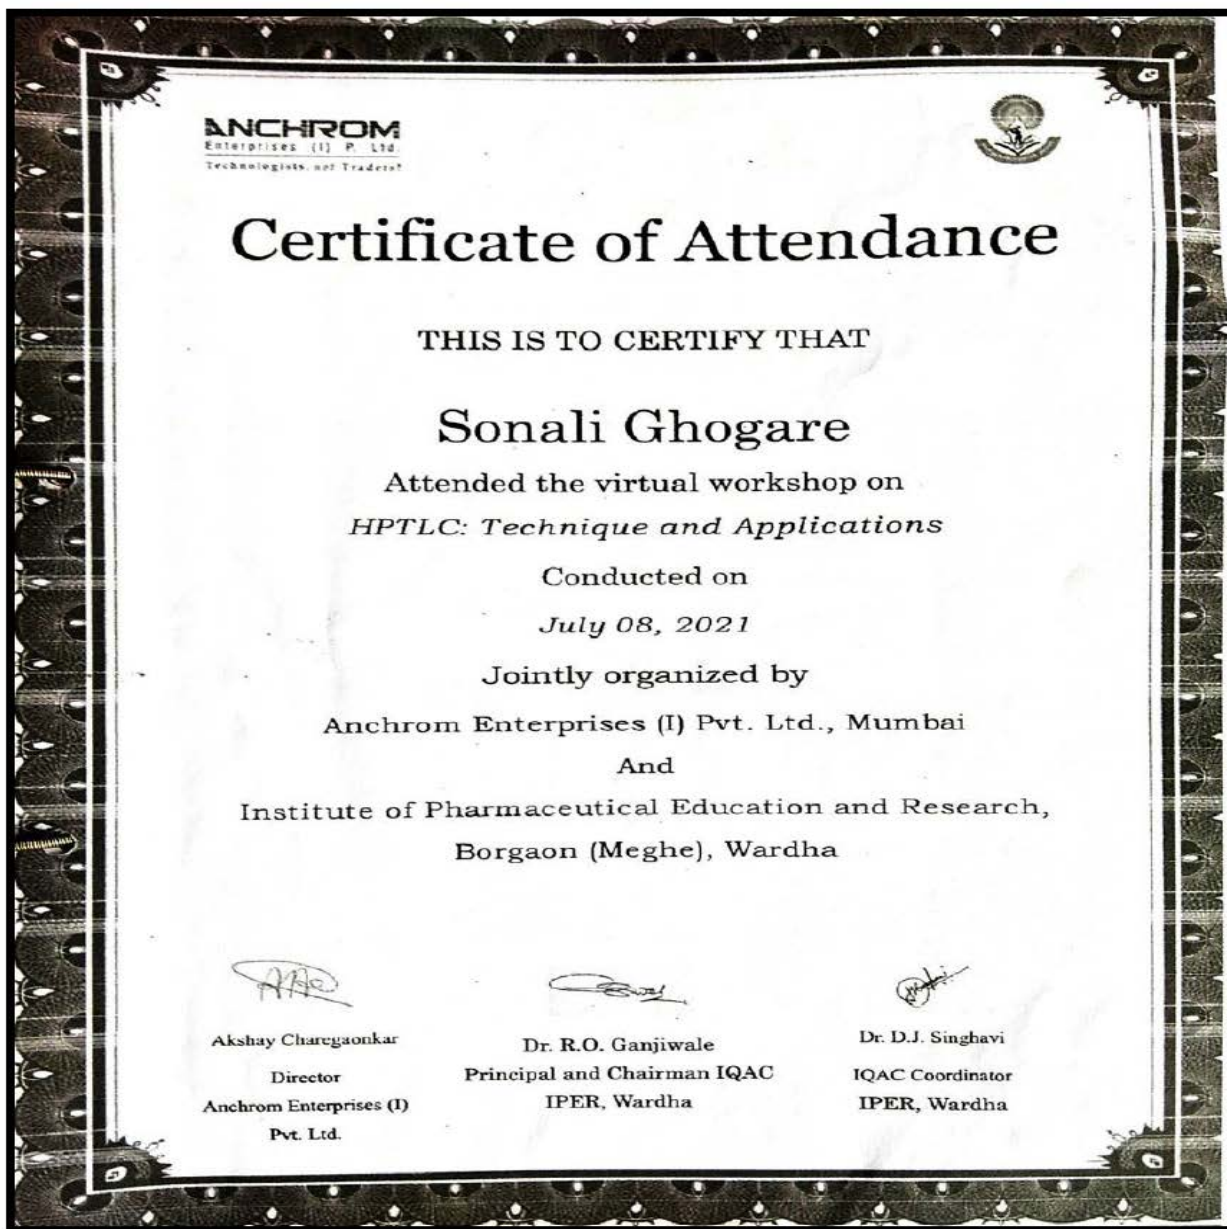 ANCHROM
Enterprises (I) P. Ltd.
Technologists, not Traders!
Certificate of Attendance
THIS IS TO CERTIFY THAT
Sonali Ghogare
Attended the virtual workshop on
HPTLC: Technique and Applications
Conducted on
July 08, 2021
Jointly organized by
Anchrom Enterprises (I) Pvt. Ltd., Mumbai
And
Institute of Pharmaceutical Education and Research,
Borgaon (Meghe), Wardha
Akshay Charegaonkar
Director
Anchrom Enterprises (I)
Pvt. Ltd.
Dr. R.O. Ganjiwale
Principal and Chairman IQAC
IPER, Wardha
Dr. D.J. Singhavi
IQAC Coordinator
IPER, Wardha